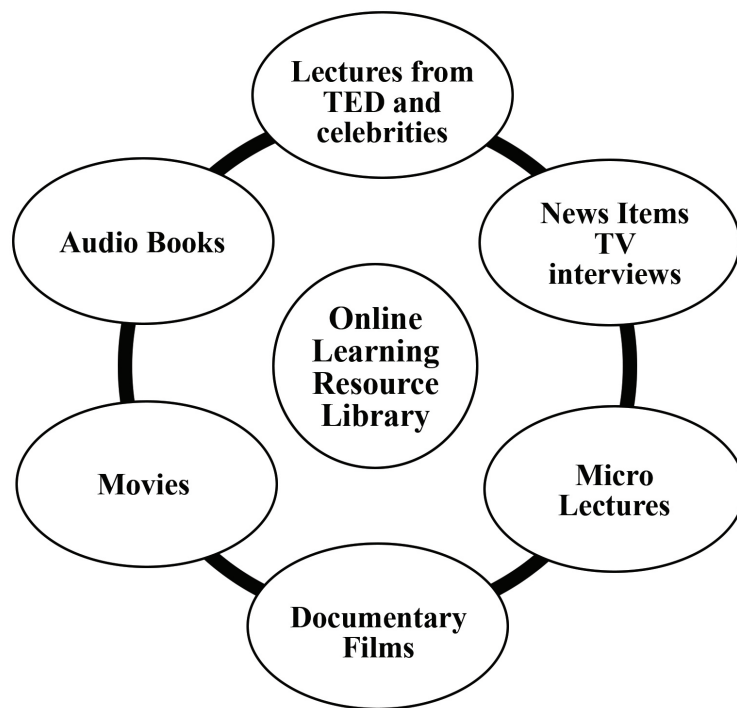 Lectures from
TED and
celebrities
Audio Books
News Items
TV
interviews
Online
Learning
Resource
Library
Movies
Micro
Lectures
Documentary
Films